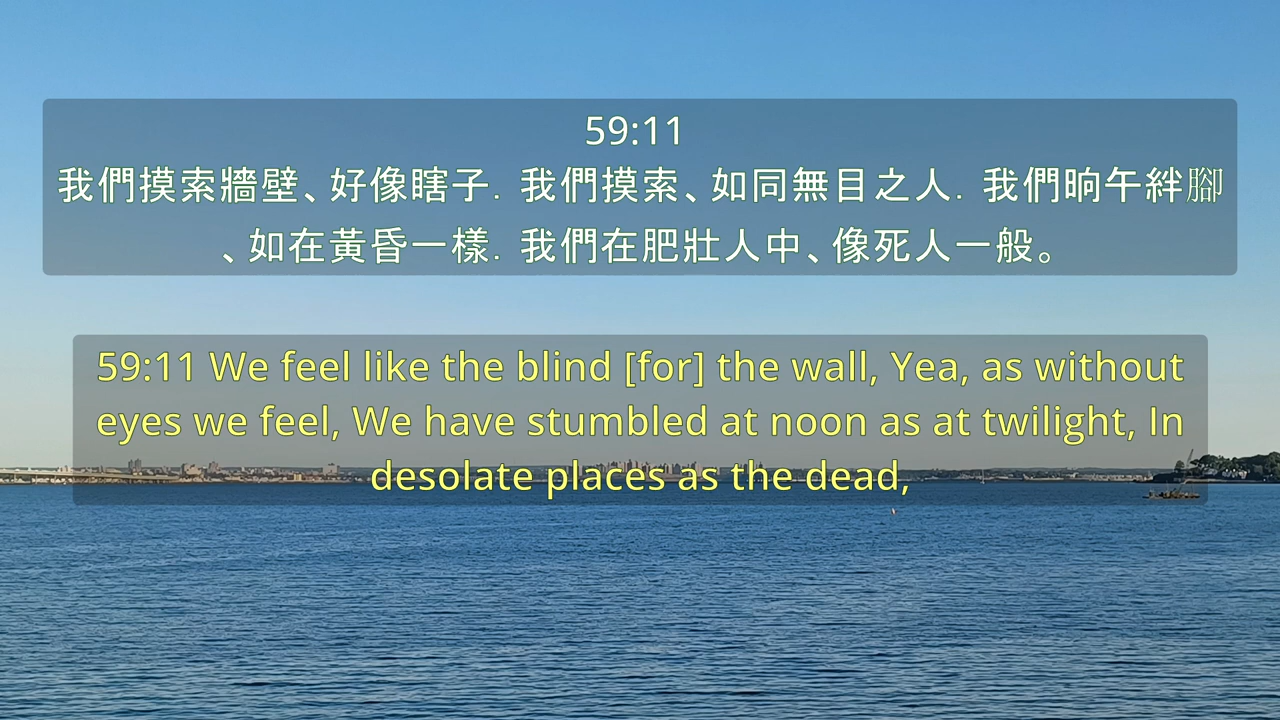 59:11
我們摸索牆壁、好像瞎子. 我們摸索、如同無目之人. 我們晌午絆腳
、如在黃昏一樣. 我們在肥壯人中、像死人一般。
59:11 We feel like the blind [for] the wall, Yea, as without
eyes we feel, We have stumbled at noon as at twilight, In
desolate places as the dead,